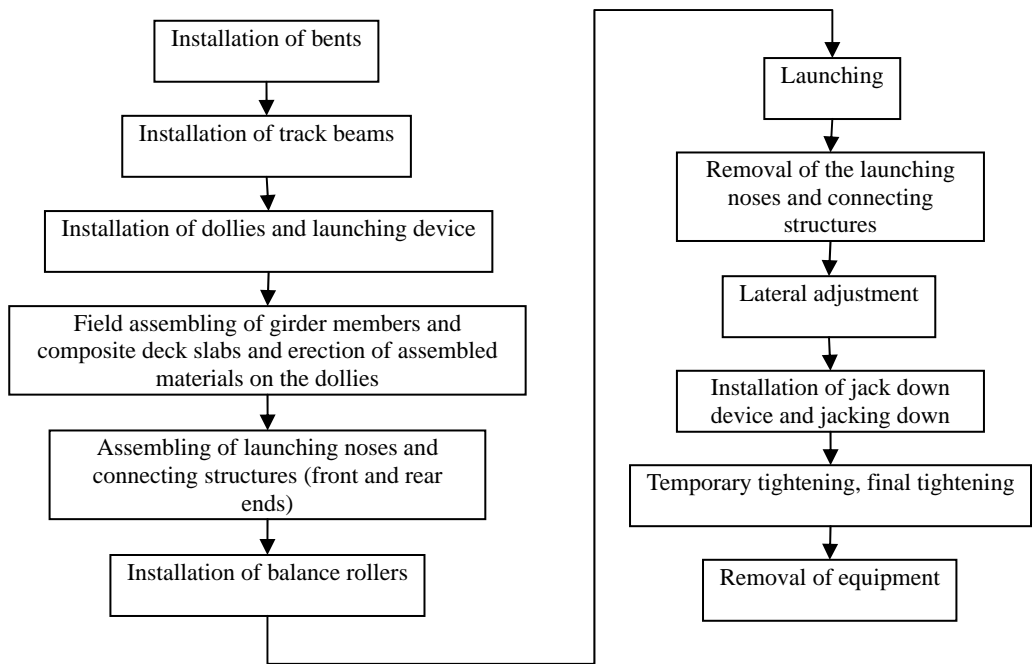 Installation of bents
Installation of track beams
Installation of dollies and launching device
Field assembling of girder members and
composite deck slabs and erection of assembled
materials on the dollies
Assembling of launching noses and
connecting structures (front and rear
ends)
Installation of balance rollers
Launching
Removal of the launching
noses and connecting
structures
Lateral adjustment
Installation of jack down
device and jacking down
Temporary tightening, final tightening
Removal of equipment